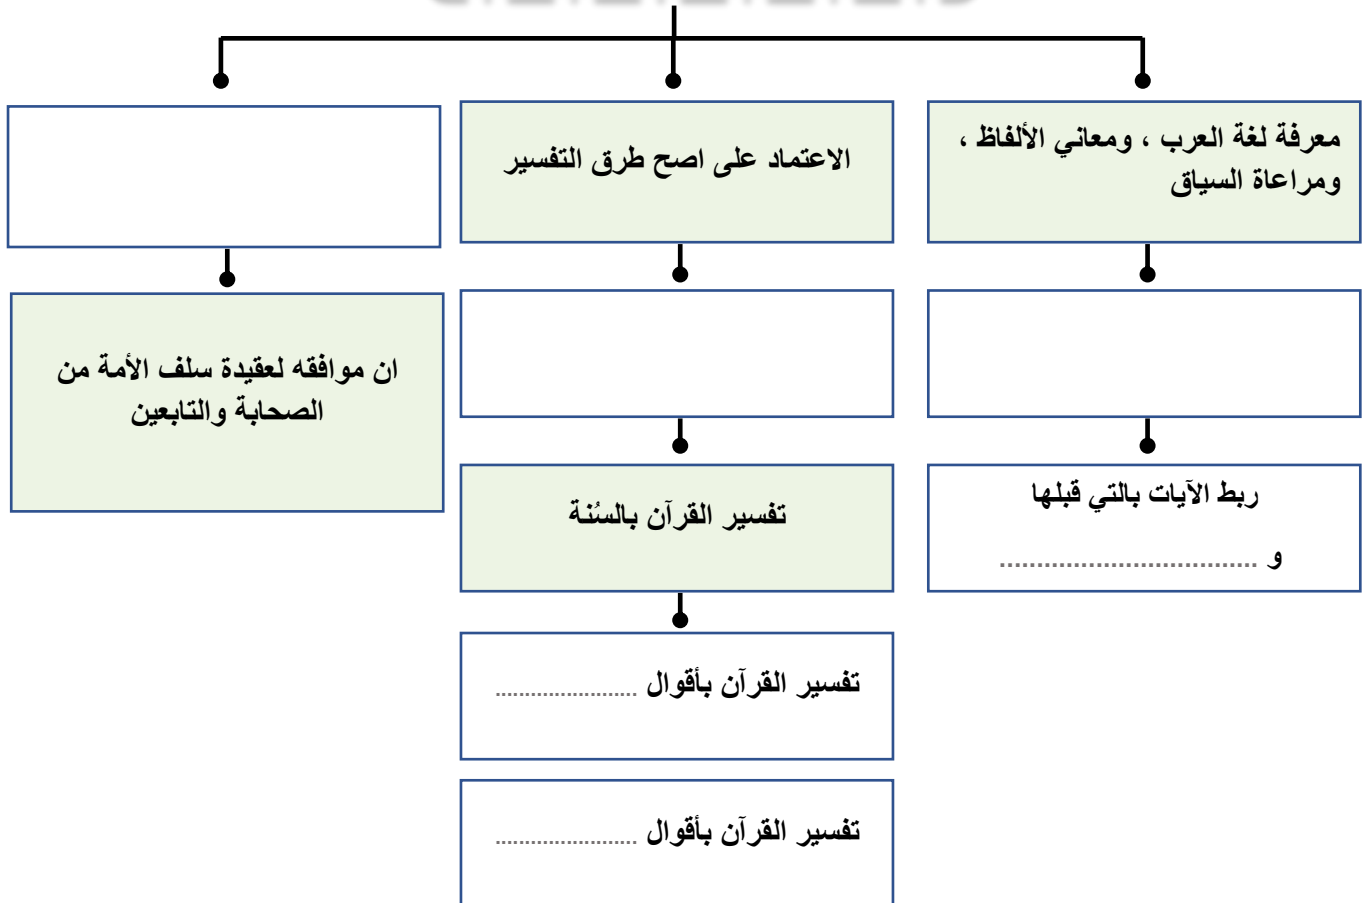 معرفة لغة العرب ، ومعاني الألفاظ ،
ومراعاة السياق
الاعتماد على اصح طرق التفسير
ان موافقه لعقيدة سلف الأمة من
الصحابة والتابعين
ربط الآيات بالتي قبلها
و ..................................
تفسير القرآن بالسُنة
تفسير القرآن بأقوال ........................
تفسير القرآن بأقوال ........................